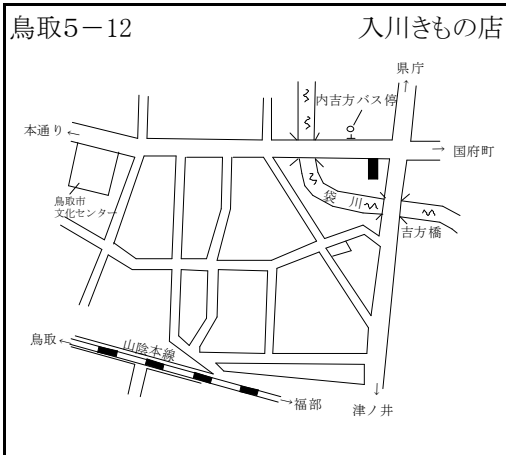 鳥取5－12
入川きもの店
県庁
内吉方バス停
本通り
国府町
鳥取市
文化センター
袋川
吉方橋
鳥取
山陰本線
福部
津ノ井